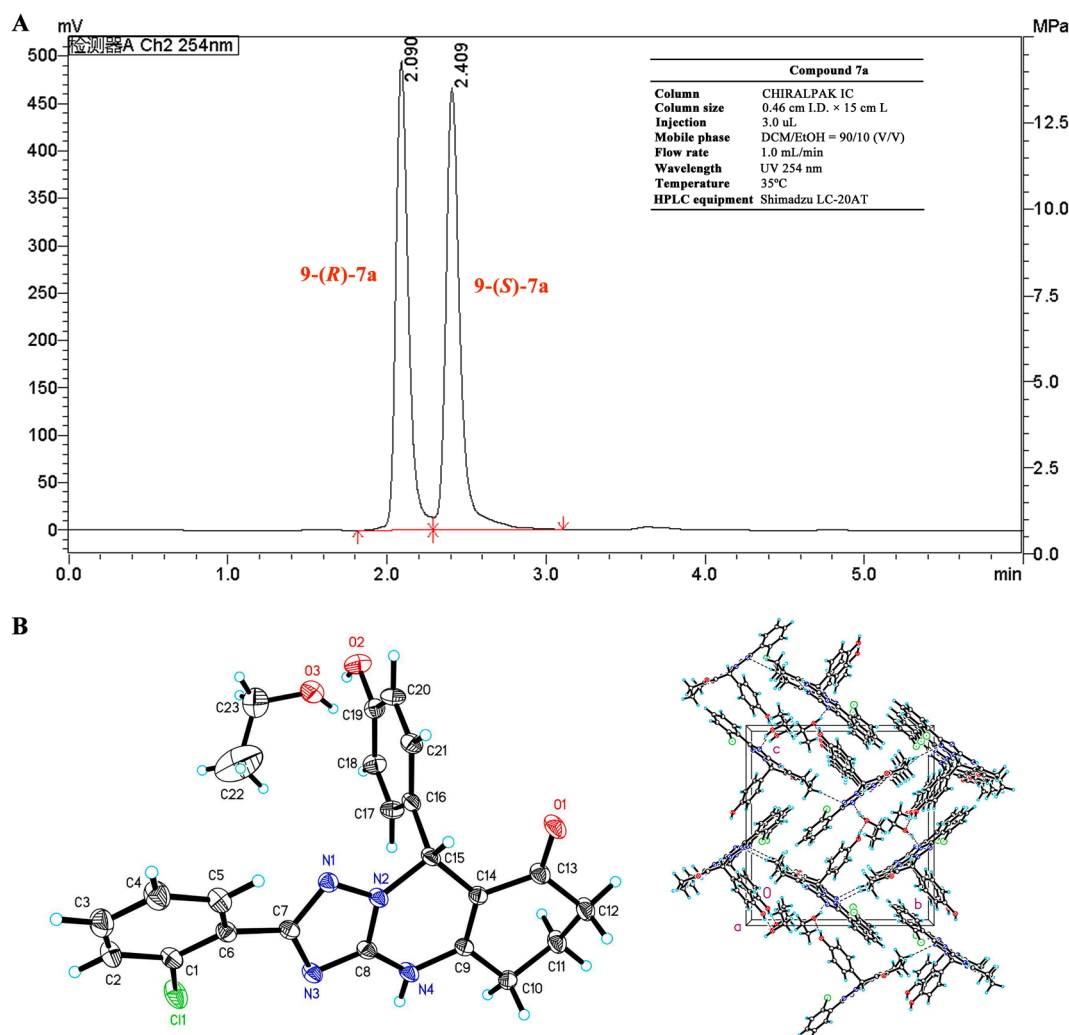 A
mV
MPa
检测器A Ch2 254nm
2.090
2.409
500
450
400
350
300
250
200
150
100
50
0
12.5
10.0
7.5
5.0
2.5
0.0
Compound 7a
Column CHIRALPAK IC
Column size 0.46 cm I.D. × 15 cm L
Injection 3.0 uL
Mobile phase DCM/EtOH = 90/10 (V/V)
Flow rate 1.0 mL/min
Wavelength UV 254 nm
Temperature 35℃
HPLC equipment Shimadzu LC-20AT
9-(R)-7a
9-(S)-7a
0.0 1.0 2.0 3.0 4.0 5.0 min
B
O2
O3
C20
C23
C19
C21
C18
C22
C16
C17
O1
C15
C13
N1
N2
C14
C12
C4
C5
C3
C7
C11
C2
C6
C8
C9
C1
N3
N4
C10
Cl1
c
0
b
a